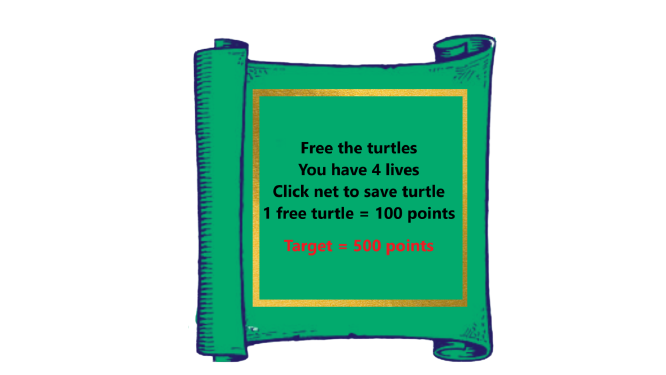 Free the turtles
You have 4 lives
Click net to save turtle
1 free turtle = 100 points
Target = 500 points